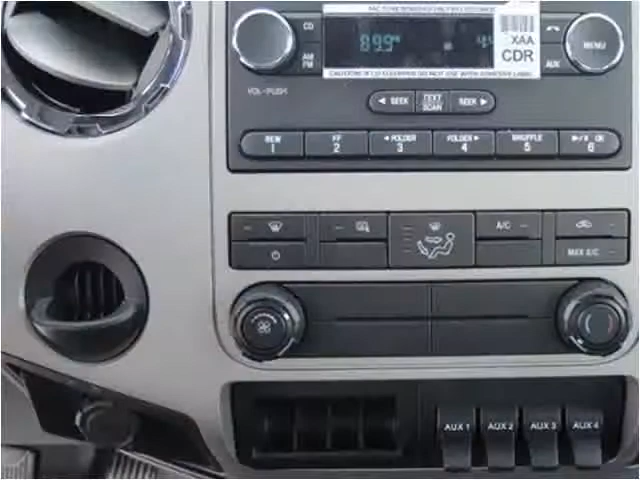 CD
AM
FM
VOL-PUSH
89.9
XAA
CDR
MENU
AUX
◄ SEEK
TEXT
SCAN
SEEK ►
REW
1
FF
2
◄ FOLDER
3
FOLDER ►
4
SHUFFLE
5
►/II OK
6
A/C
MAX A/C
AUX 1
AUX 2
AUX 3
AUX 4